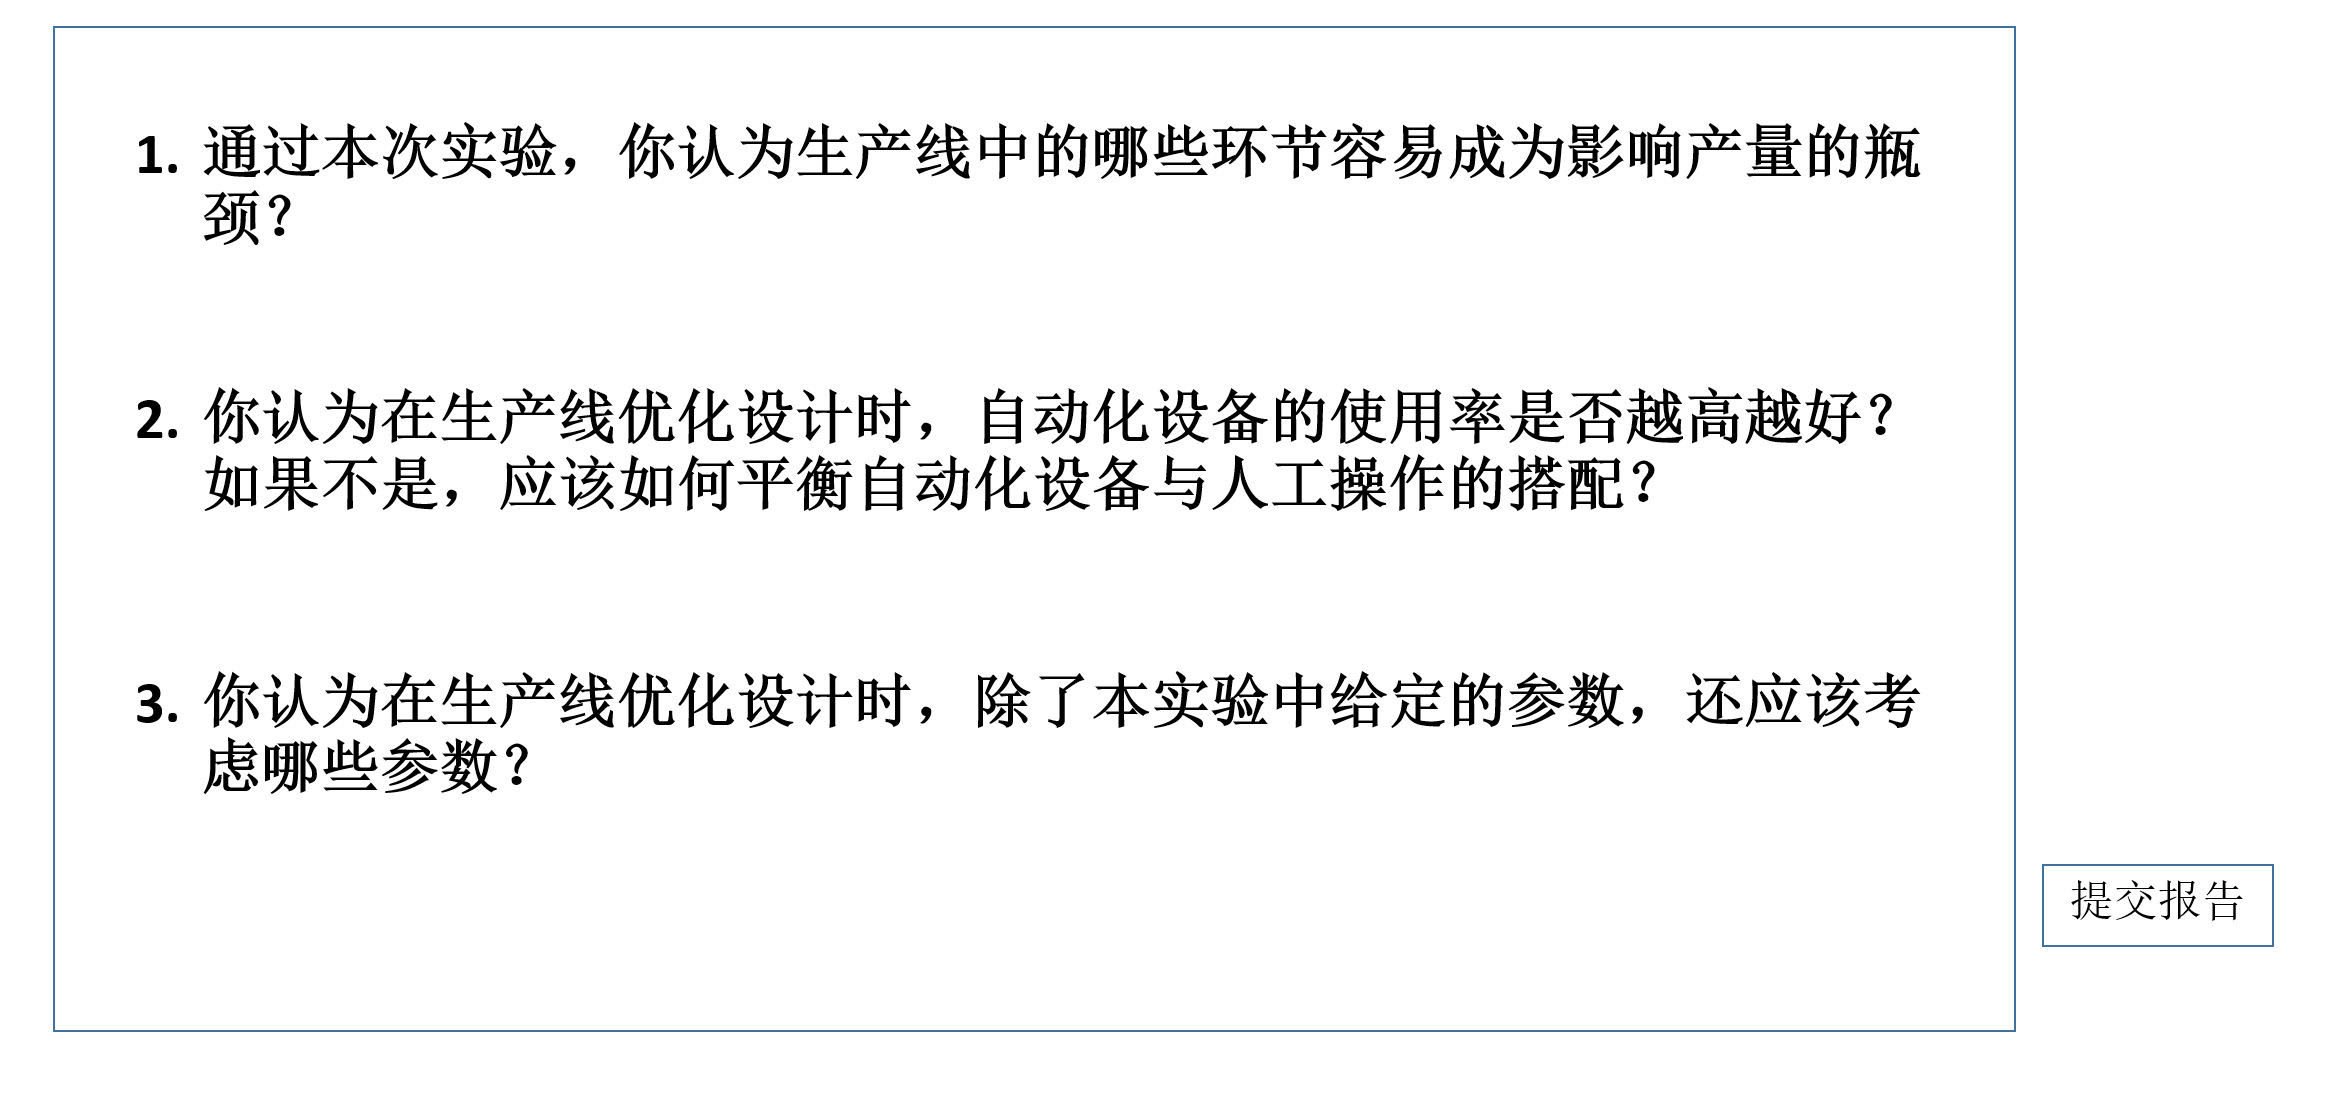 1. 通过本次实验，你认为生产线中的哪些环节容易成为影响产量的瓶
颈？
2. 你认为在生产线优化设计时，自动化设备的使用率是否越高越好？
如果不是，应该如何平衡自动化设备与人工操作的搭配？
3. 你认为在生产线优化设计时，除了本实验中给定的参数，还应该考
虑哪些参数？
提交报告